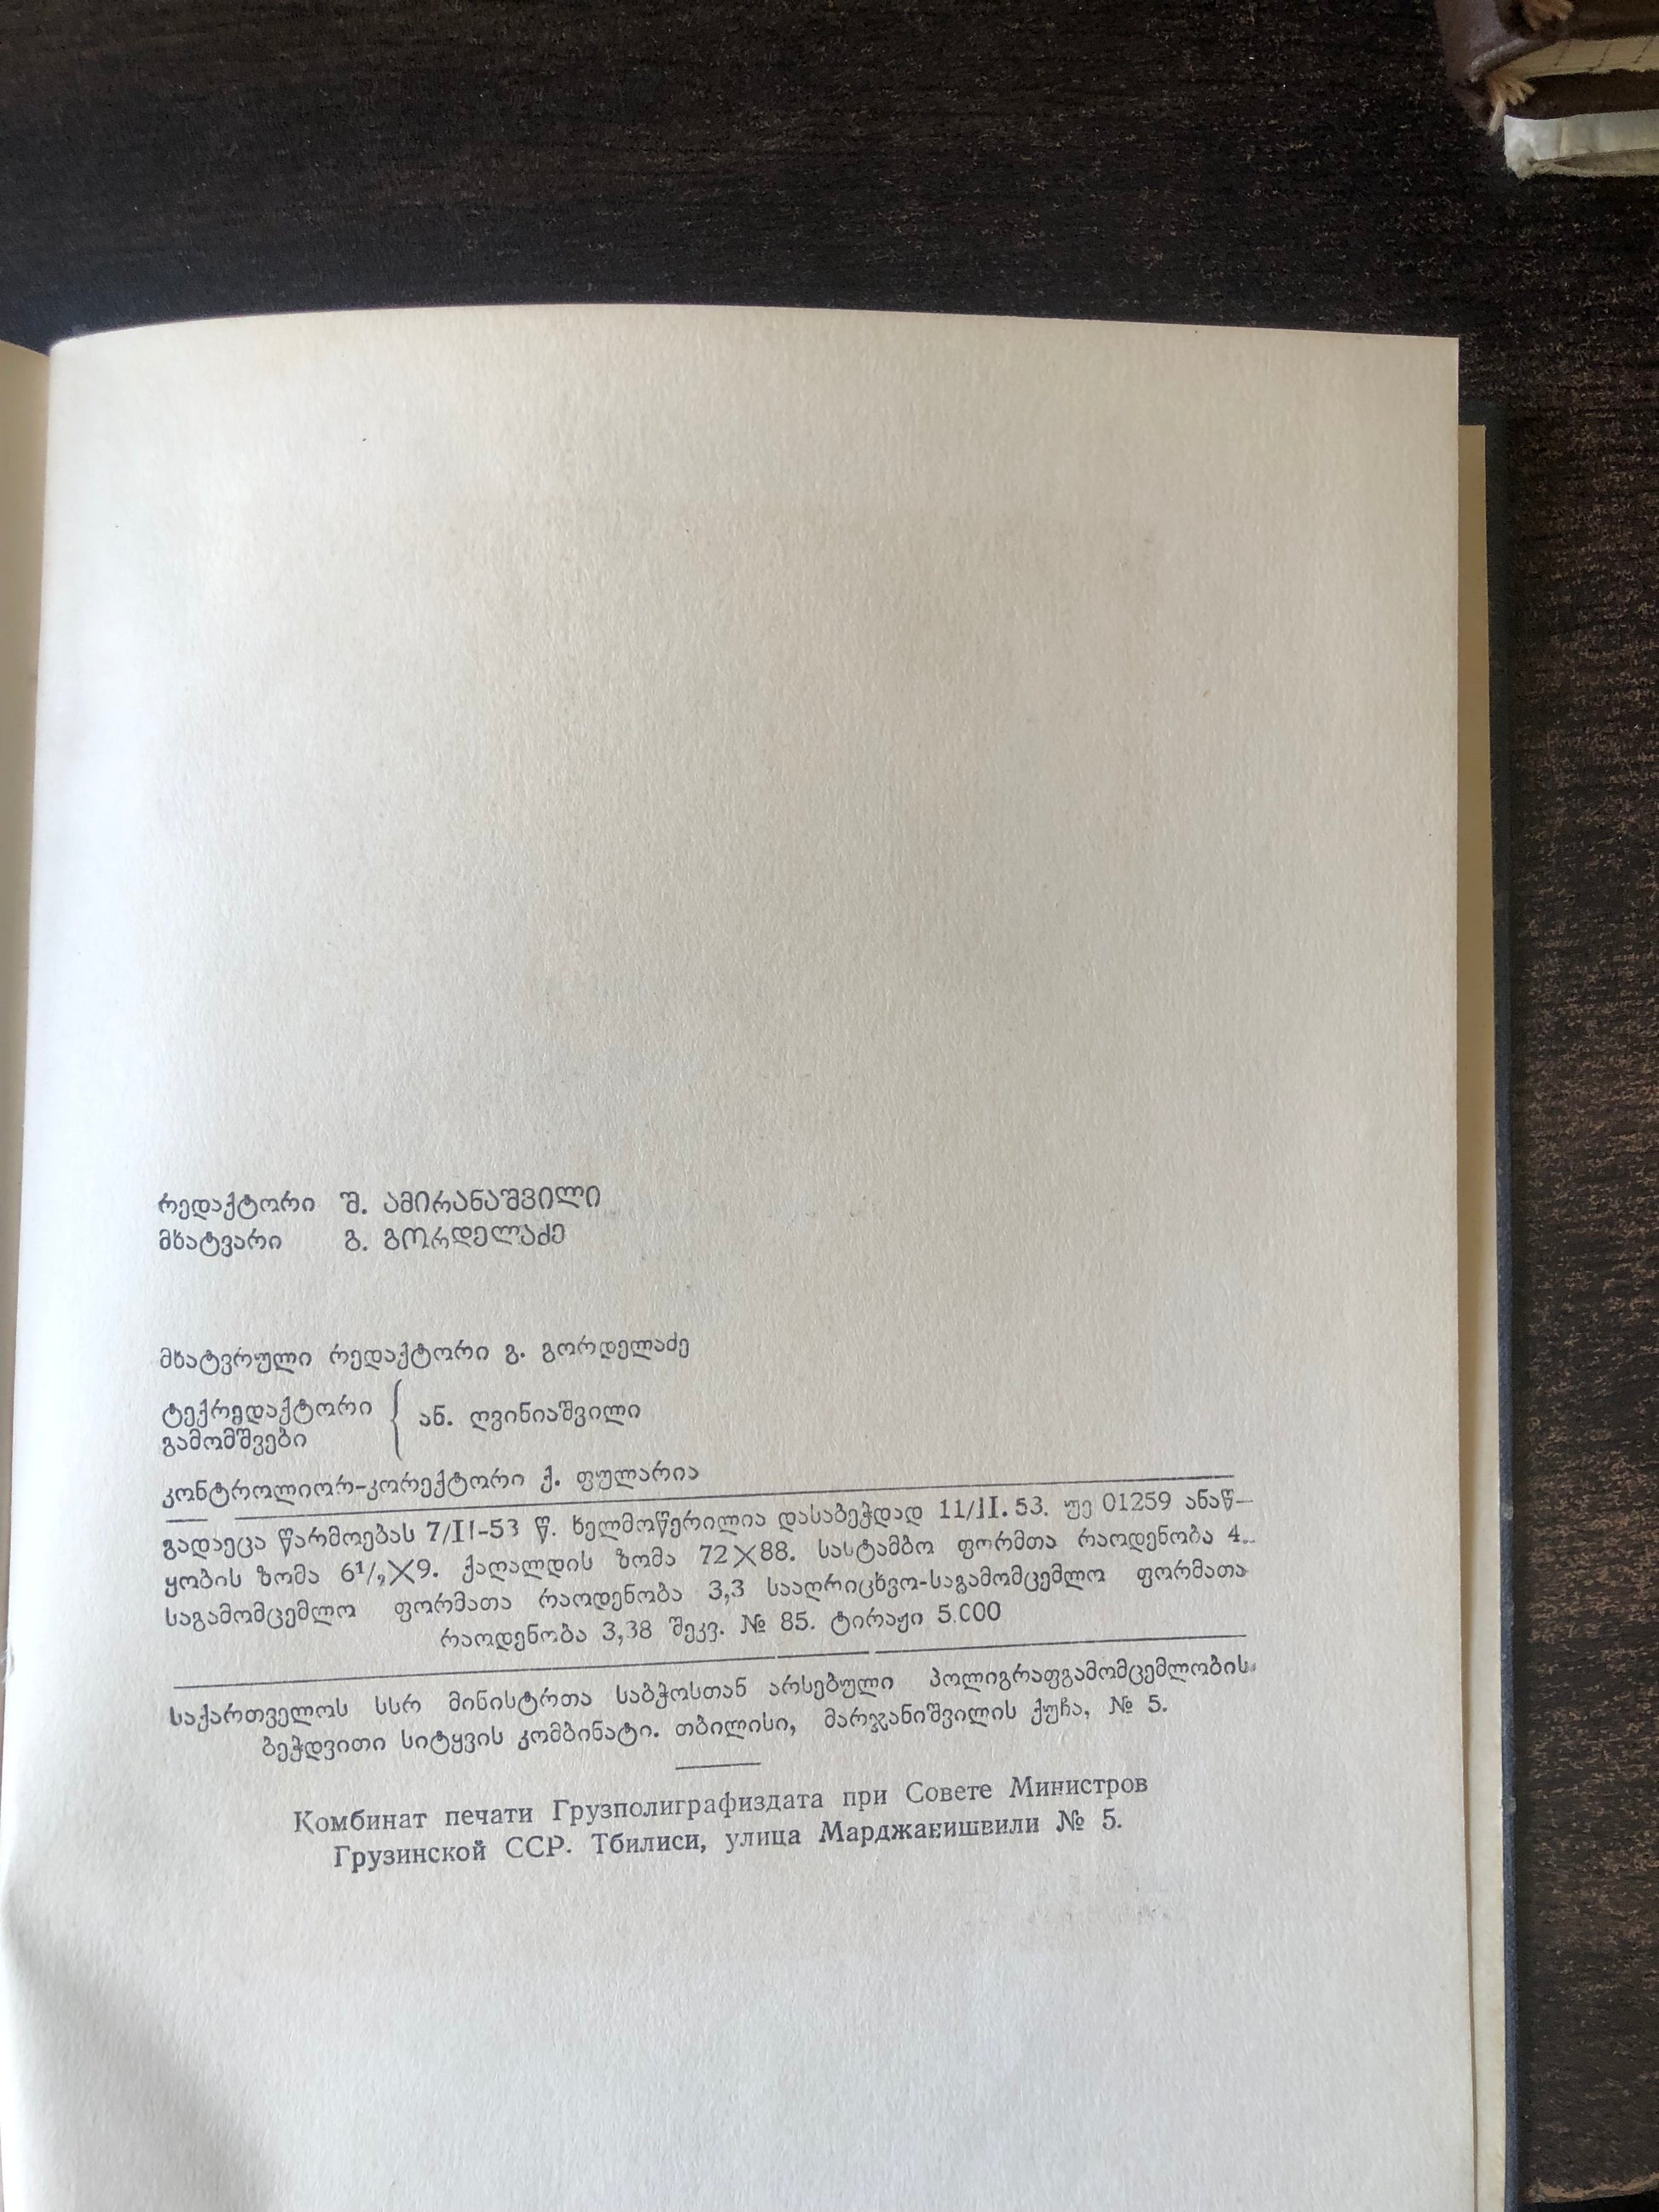 რედაქტორი შ. ამირანაშვილი
მხატვარი გ. გორდელაძე
მხატვრული რედაქტორი გ. გორდელაძე
ტექრედაქტორი
გამომშვები
ან. ღვინიაშვილი
კონტროლიორ-კორექტორი ქ. ფულარია
გადაეცა წარმოებას 7/II-53 წ. ხელმოწერილია დასაბეჭდად 11/II. 53. უე 01259 ანაწ-
ყობის ზომა 6¹/₂×9. ქაღალდის ზომა 72×88. სასტამბო ფორმთა რაოდენობა 4.
საგამომცემლო ფორმათა რაოდენობა 3,3 სააღრიცხვო-საგამომცემლო ფორმათა
რაოდენობა 3,38 შეკვ. № 85. ტირაჟი 5.000
საქართველოს სსრ მინისტრთა საბჭოსთან არსებული პოლიგრაფგამომცემლობის
ბეჭდვითი სიტყვის კომბინატი. თბილისი, მარჯანიშვილის ქუჩა, № 5.
Комбинат печати Грузполиграфиздата при Совете Министров
Грузинской ССР. Тбилиси, улица Марджанишвили № 5.